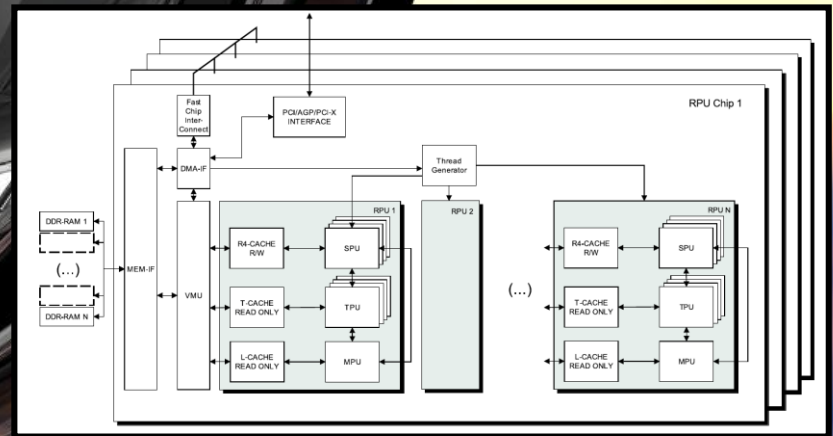 RPU Chip 1
Fast
Chip
Inter-
Connect
PCI/AGP/PCI-X
INTERFACE
DMA-IF
Thread
Generator
DDR-RAM 1
(...)
DDR-RAM N
MEM-IF
VMU
RPU 1
R4-CACHE
R/W
SPU
T-CACHE
READ ONLY
TPU
L-CACHE
READ ONLY
MPU
RPU 2
(...)
RPU N
R4-CACHE
R/W
SPU
T-CACHE
READ ONLY
TPU
L-CACHE
READ ONLY
MPU